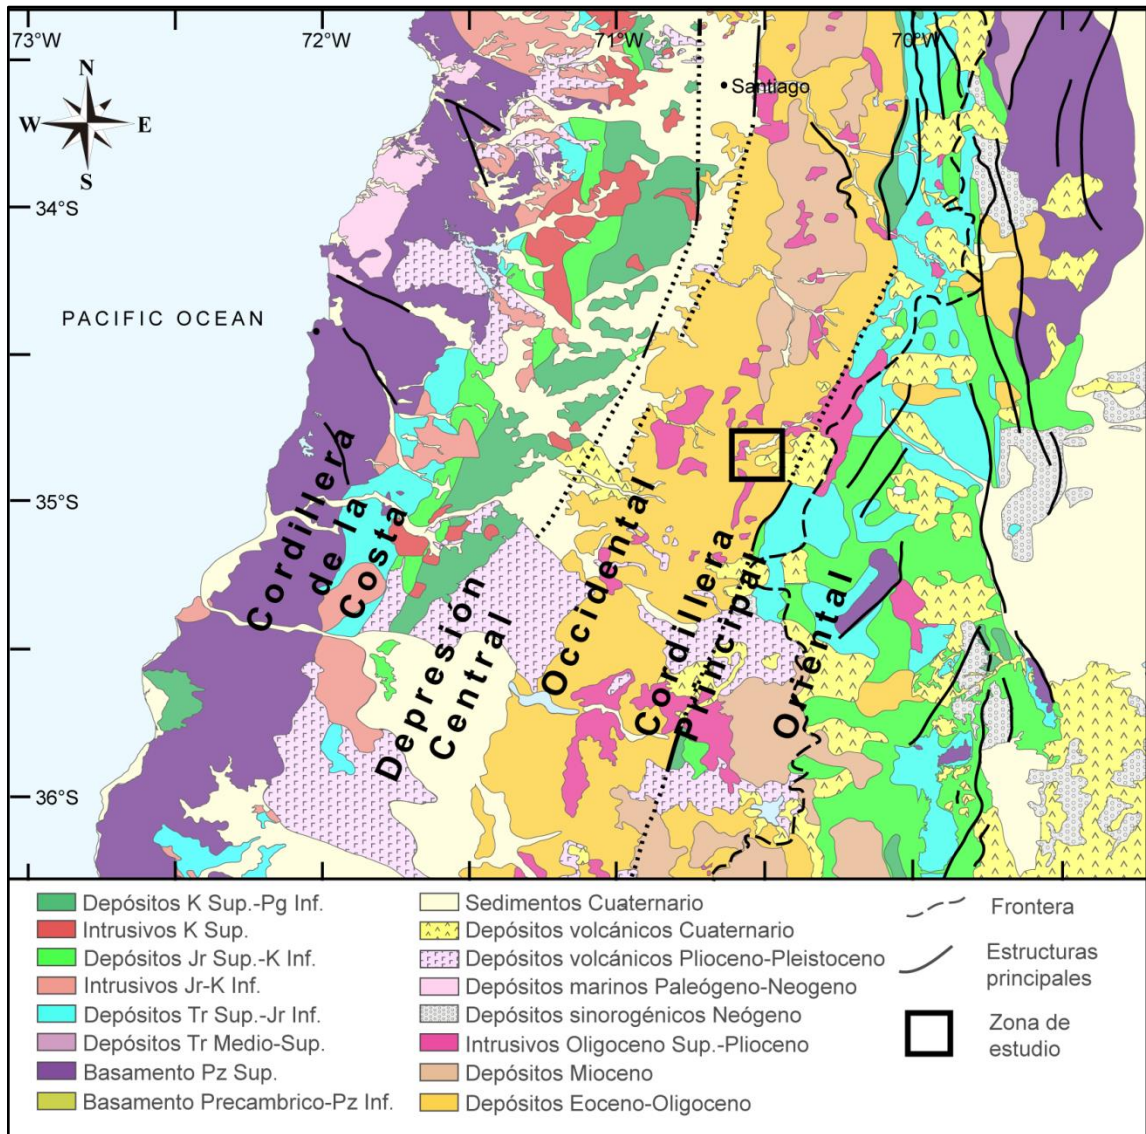 73°W
72°W
71°W
70°W
N
W
E
S
Santiago
34°S
PACIFIC OCEAN
35°S
Cordillera
de la
Costa
Depresión
Central
Occidental
Cordillera
Principal
Oriental
36°S
Depósitos K Sup.-Pg Inf.
Intrusivos K Sup.
Depósitos Jr Sup.-K Inf.
Intrusivos Jr-K Inf.
Depósitos Tr Sup.-Jr Inf.
Depósitos Tr Medio-Sup.
Basamento Pz Sup.
Basamento Precambrico-Pz Inf.
Sedimentos Cuaternario
Depósitos volcánicos Cuaternario
Depósitos volcánicos Plioceno-Pleistoceno
Depósitos marinos Paleógeno-Neogeno
Depósitos sinorogénicos Neógeno
Intrusivos Oligoceno Sup.-Plioceno
Depósitos Mioceno
Depósitos Eoceno-Oligoceno
Frontera
Estructuras
principales
Zona de
estudio